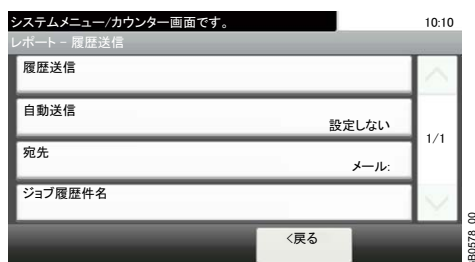 システムメニュー/カウンター画面です。 10:10
レポート - 履歴送信
履歴送信
自動送信
設定しない
1/1
宛先
メール:
ジョブ履歴件名
<戻る
B0578_00